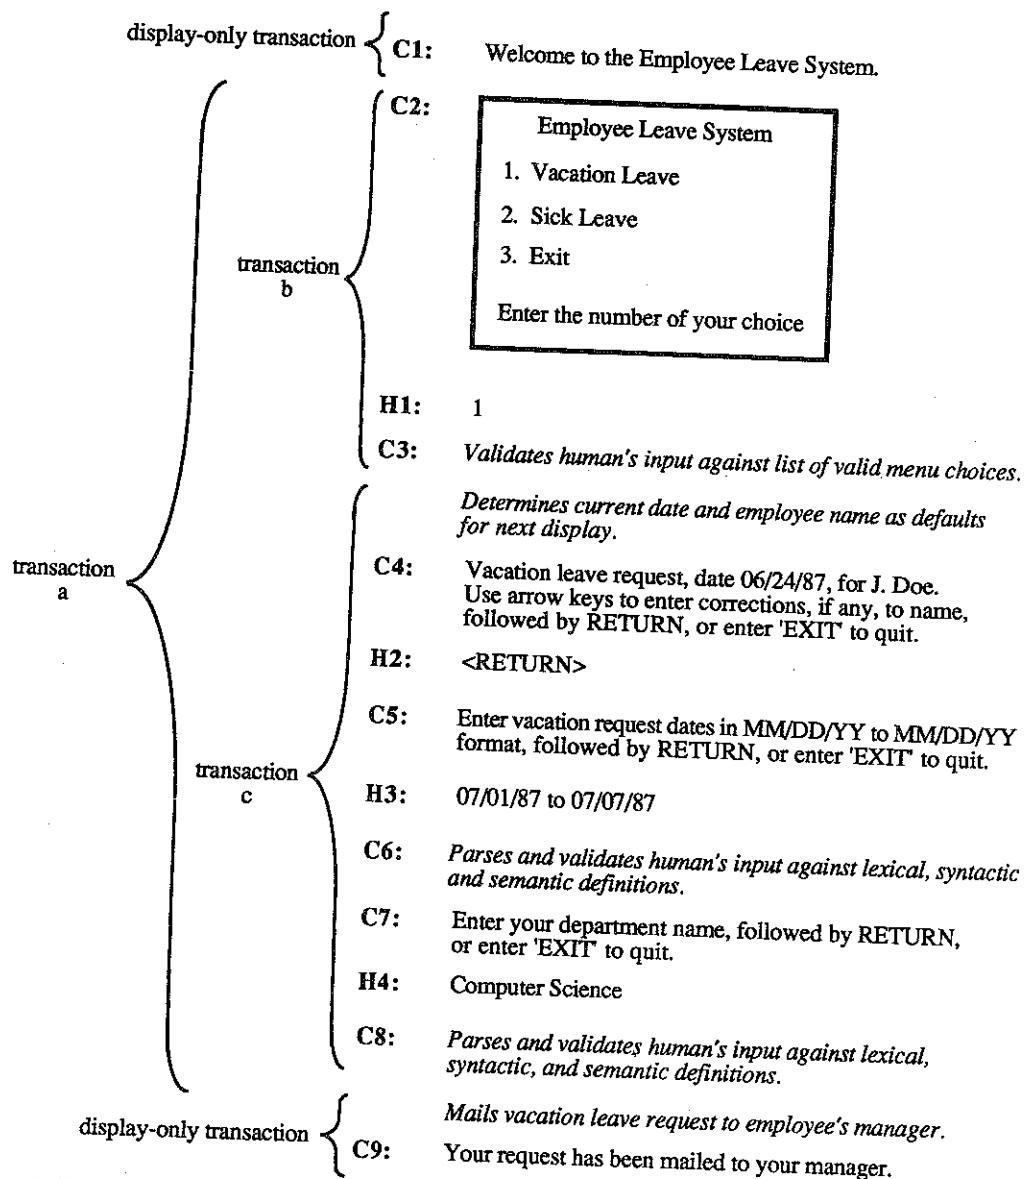 display-only transaction
C1: Welcome to the Employee Leave System.
C2:
Employee Leave System
1. Vacation Leave
2. Sick Leave
3. Exit
Enter the number of your choice
transaction
b
H1: 1
C3: Validates human's input against list of valid menu choices.
Determines current date and employee name as defaults
for next display.
transaction
a
C4: Vacation leave request, date 06/24/87, for J. Doe.
Use arrow keys to enter corrections, if any, to name,
followed by RETURN, or enter 'EXIT' to quit.
H2: <RETURN>
C5: Enter vacation request dates in MM/DD/YY to MM/DD/YY
format, followed by RETURN, or enter 'EXIT' to quit.
transaction
c
H3: 07/01/87 to 07/07/87
C6: Parses and validates human's input against lexical, syntactic
and semantic definitions.
C7: Enter your department name, followed by RETURN,
or enter 'EXIT' to quit.
H4: Computer Science
C8: Parses and validates human's input against lexical,
syntactic, and semantic definitions.
display-only transaction
Mails vacation leave request to employee's manager.
C9: Your request has been mailed to your manager.